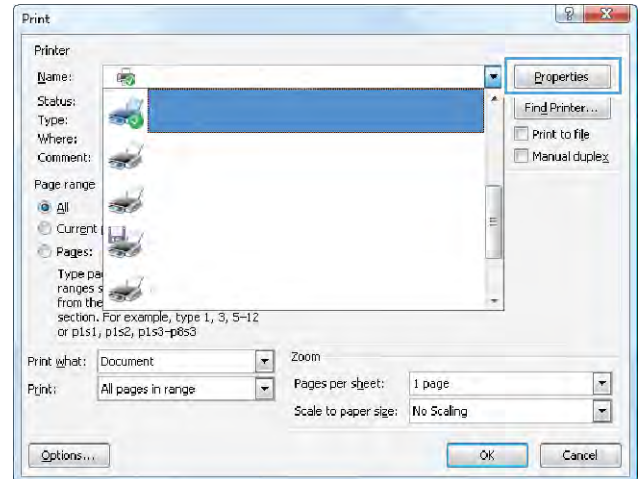 Print
Printer
Name:
Properties
Status:
Find Printer...
Type:
Where:
Print to file
Comment:
Manual duplex
Page range
All
Current
Pages:
Type
ranges
from the
section. For example, type 1, 3, 5–12
or p1s1, p1s2, p1s3–p8s3
Print what: Document
Print: All pages in range
Zoom
Pages per sheet: 1 page
Scale to paper size: No Scaling
Options...
OK
Cancel